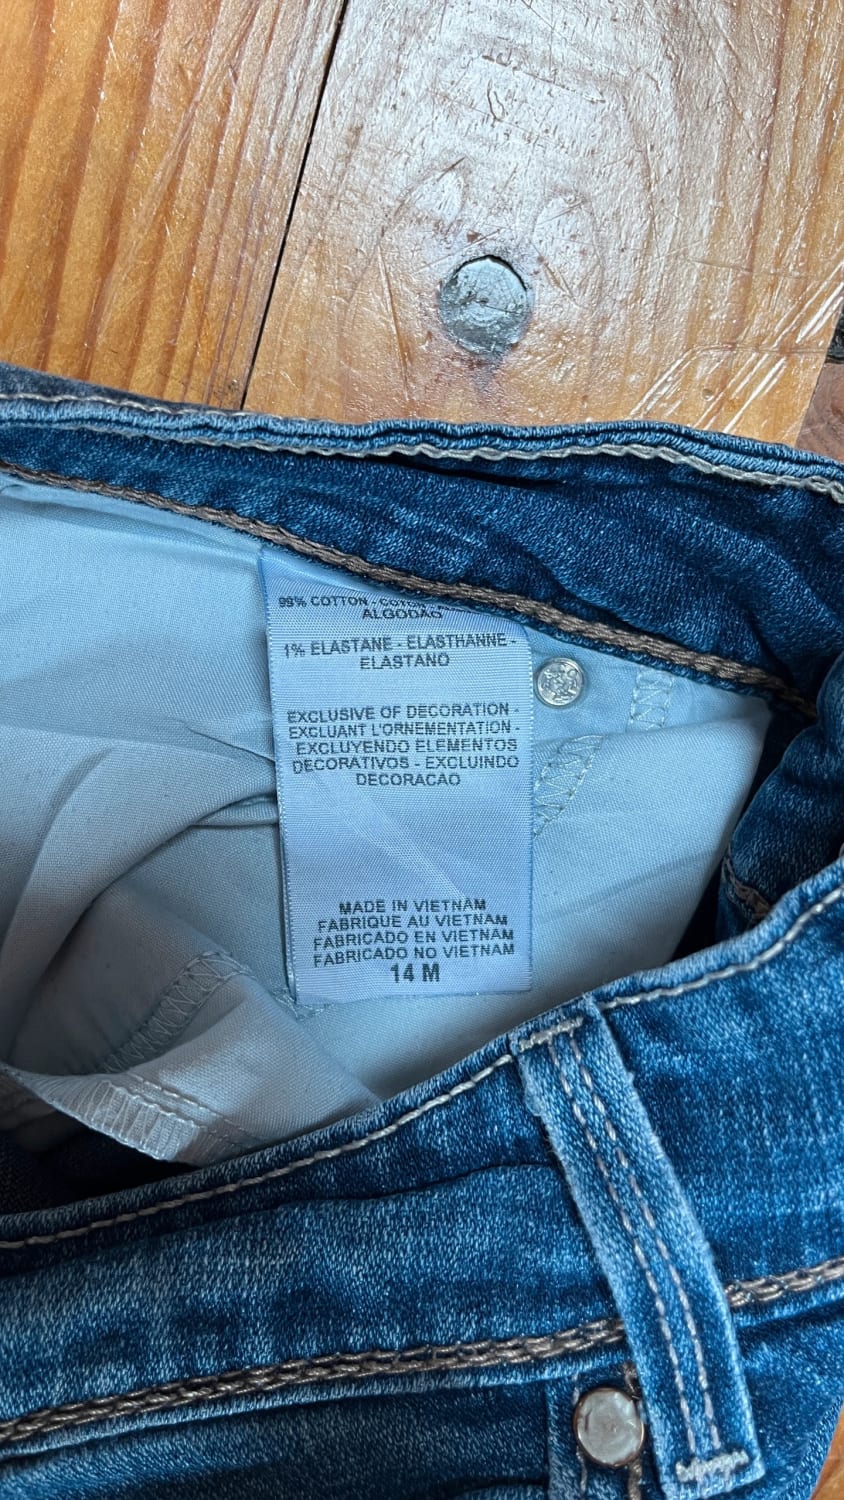 99% COTTON - COTON -
ALGODAO
1% ELASTANE - ELASTHANNE -
ELASTANO
EXCLUSIVE OF DECORATION -
EXCLUANT L'ORNEMENTATION -
EXCLUYENDO ELEMENTOS
DECORATIVOS - EXCLUINDO
DECORACAO
MADE IN VIETNAM
FABRIQUE AU VIETNAM
FABRICADO EN VIETNAM
FABRICADO NO VIETNAM
14 M